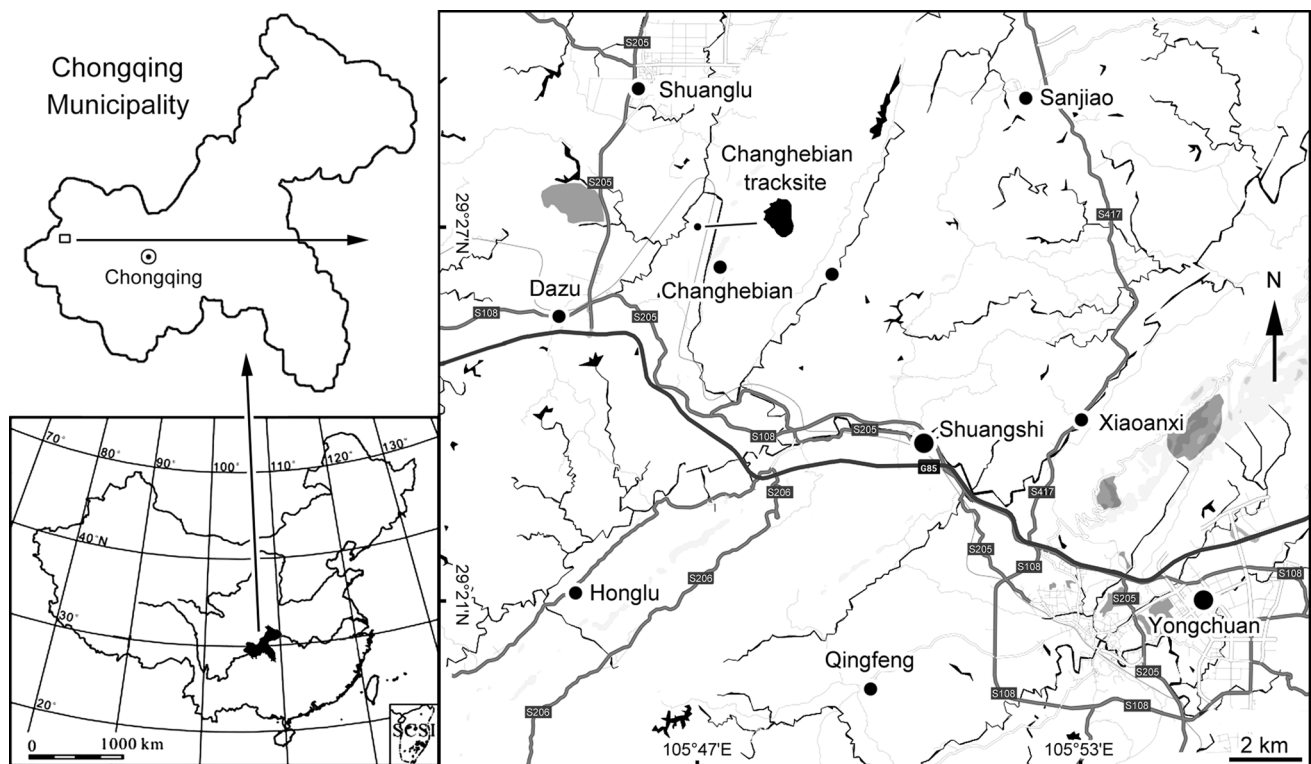 Chongqing
Municipality
Chongqing
70°
80°
90°
100°
110°
120°
130°
40°N
30°
20°
0
1000 km
SCSI
S205
Shuanglu
Sanjiao
Changhebian
tracksite
S205
S417
29°27'N
Dazu
Changhebian
S108
S205
N
S108
S205
Shuangshi
Xiaoanxi
G85
S206
S417
S205
S108
S108
29°21'N
Honglu
S206
S205
Yongchuan
Qingfeng
S205
S108
S108
S206
105°47'E
105°53'E
2 km